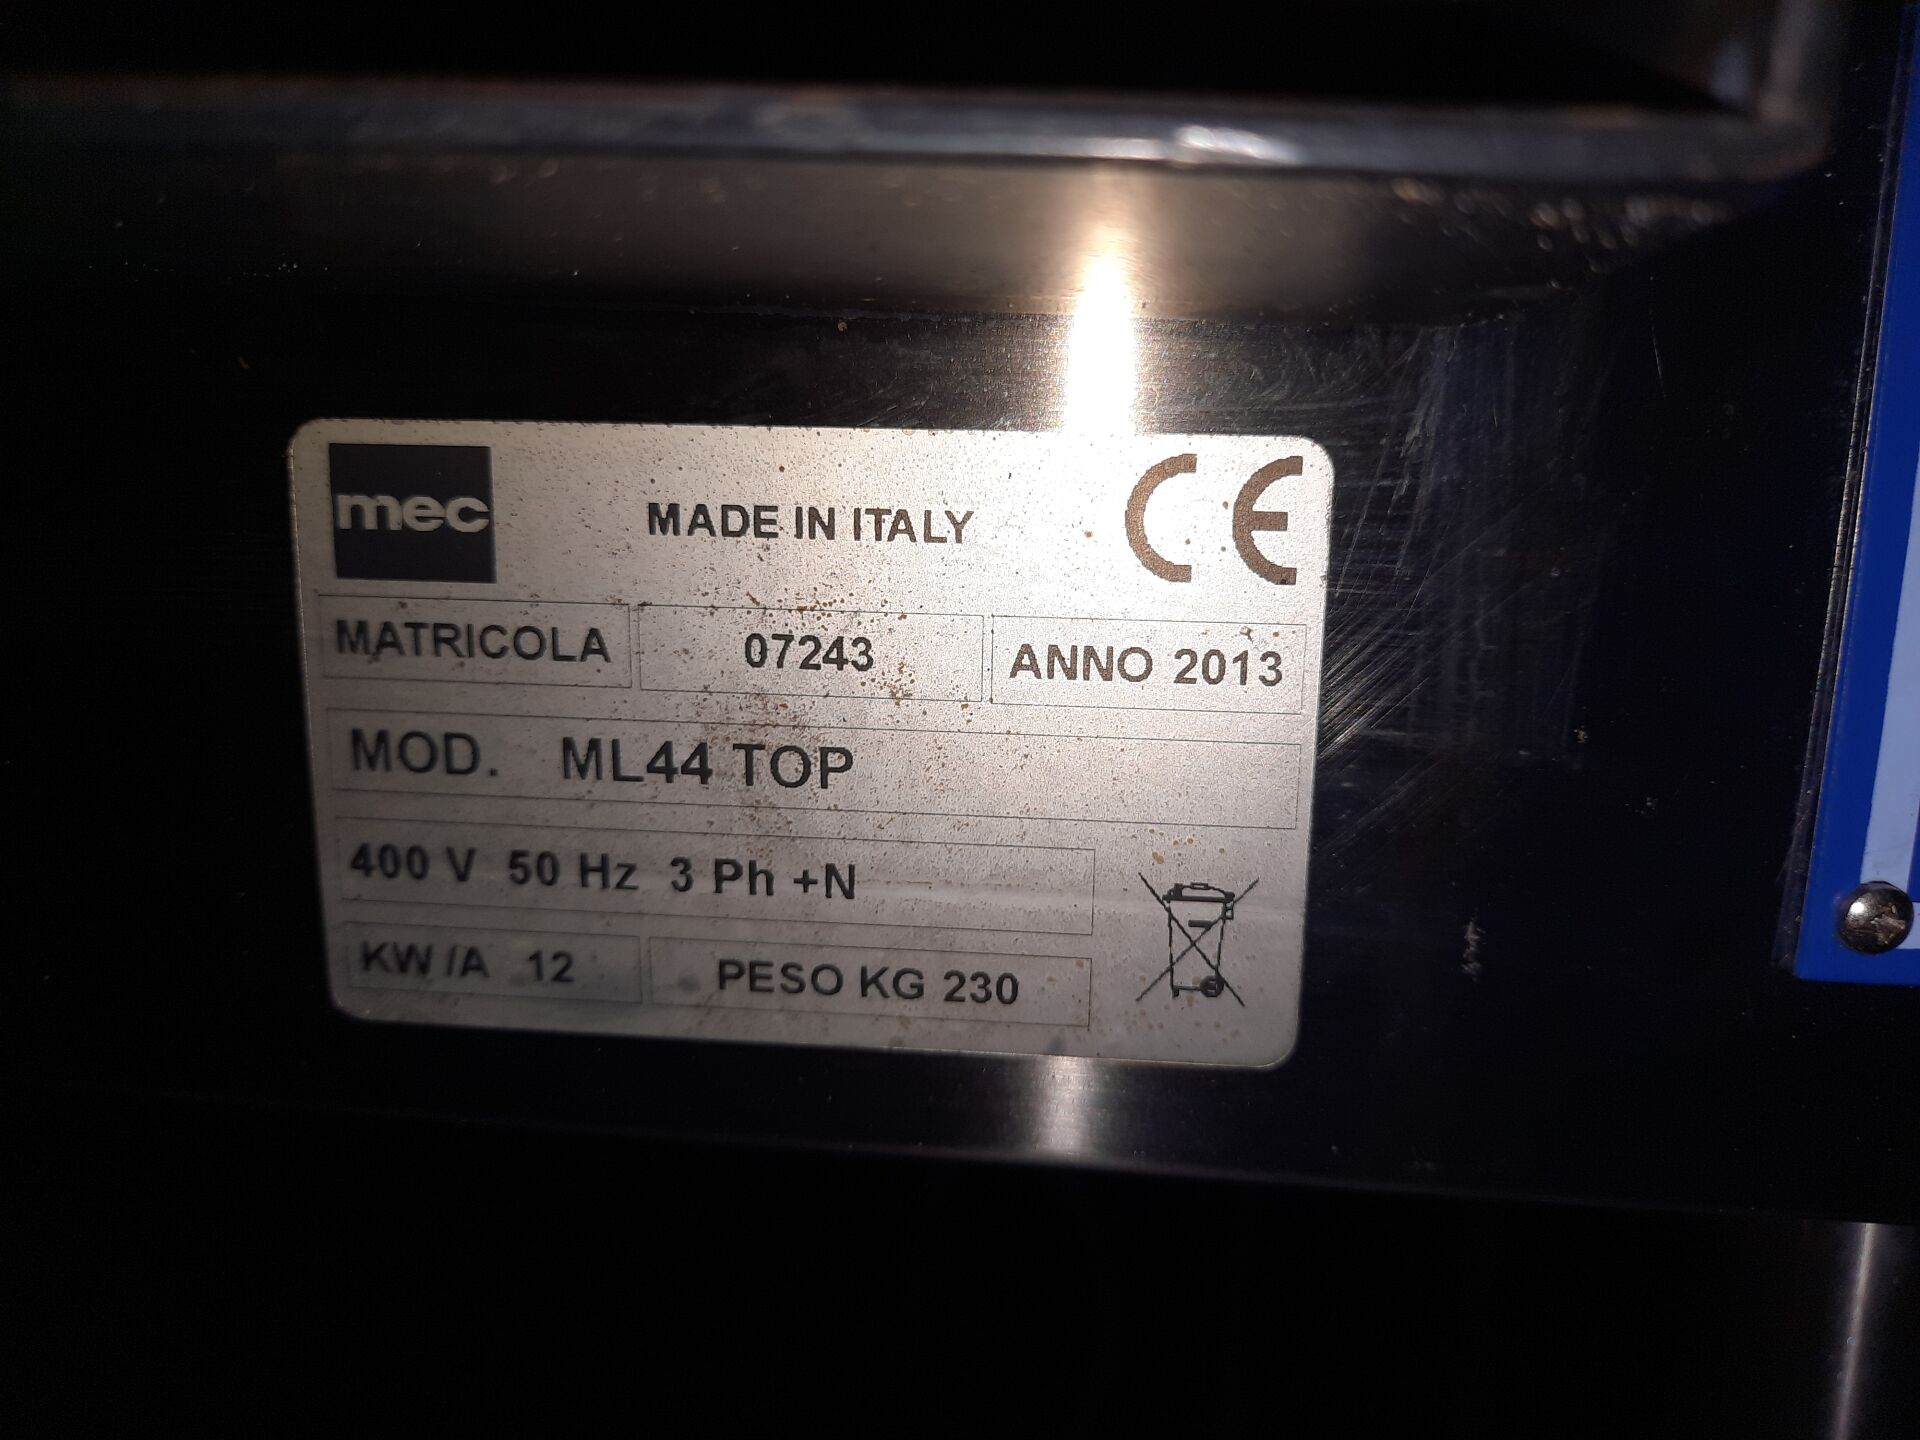 mec
MADE IN ITALY
CE
MATRICOLA 07243 ANNO 2013
MOD. ML44 TOP
400 V 50 Hz 3 Ph +N
KW /A 12 PESO KG 230